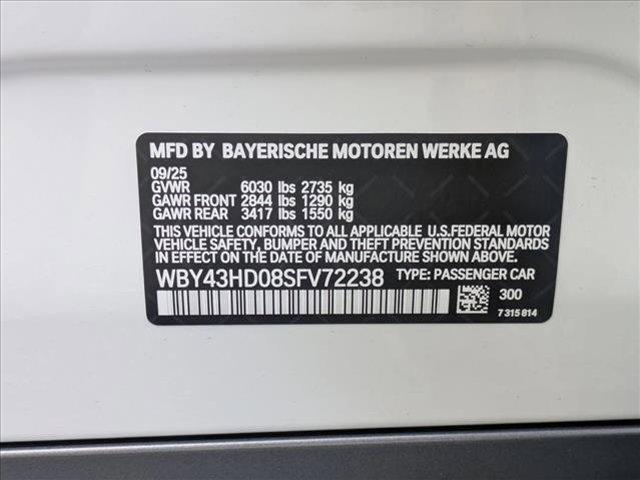 MFD BY BAYERISCHE MOTOREN WERKE AG
09/25
GVWR 6030 lbs 2735 kg
GAWR FRONT 2844 lbs 1290 kg
GAWR REAR 3417 lbs 1550 kg
THIS VEHICLE CONFORMS TO ALL APPLICABLE U.S.FEDERAL MOTOR
VEHICLE SAFETY, BUMPER AND THEFT PREVENTION STANDARDS
IN EFFECT ON THE DATE OF MANUFACTURE SHOWN ABOVE.
WBY43HD08SFV72238 TYPE: PASSENGER CAR
300
7 315 814